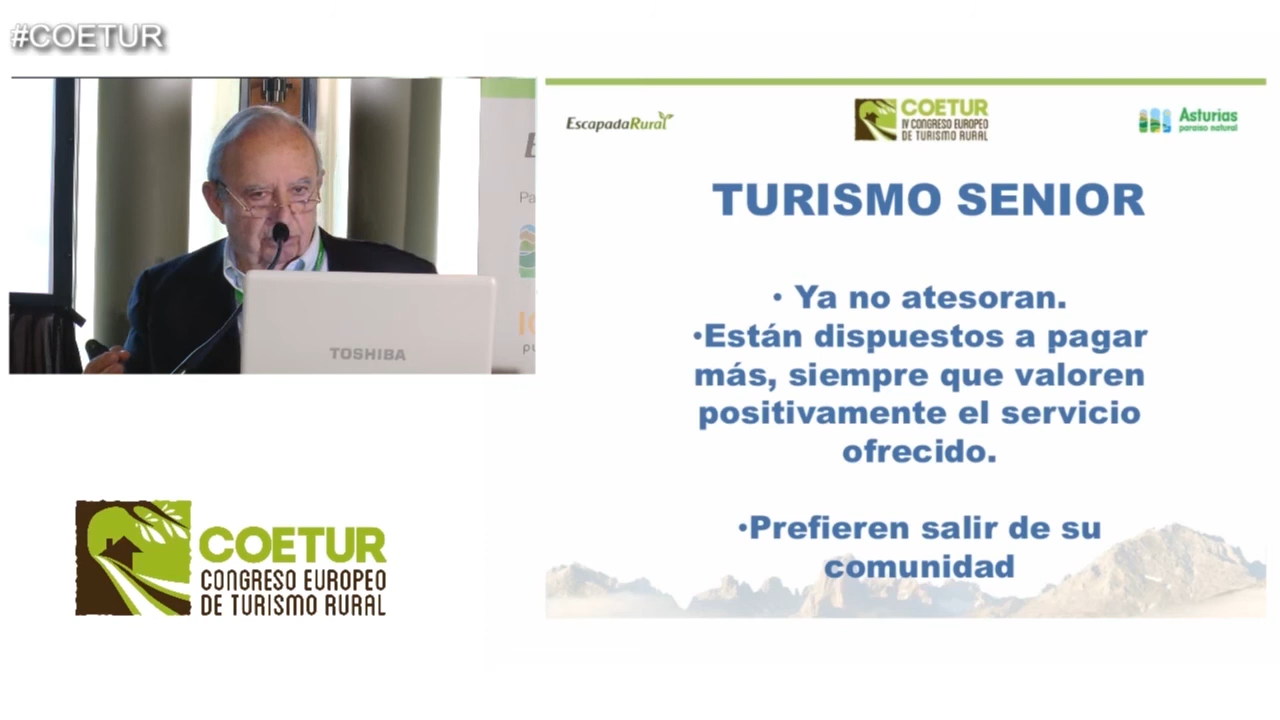 #COETUR
TOSHIBA
COETUR
CONGRESO EUROPEO
DE TURISMO RURAL
EscapadaRural
COETUR
IV CONGRESO EUROPEO
DE TURISMO RURAL
Asturias
paraíso natural
TURISMO SENIOR
• Ya no atesoran.
•Están dispuestos a pagar
más, siempre que valoren
positivamente el servicio
ofrecido.
•Prefieren salir de su
comunidad